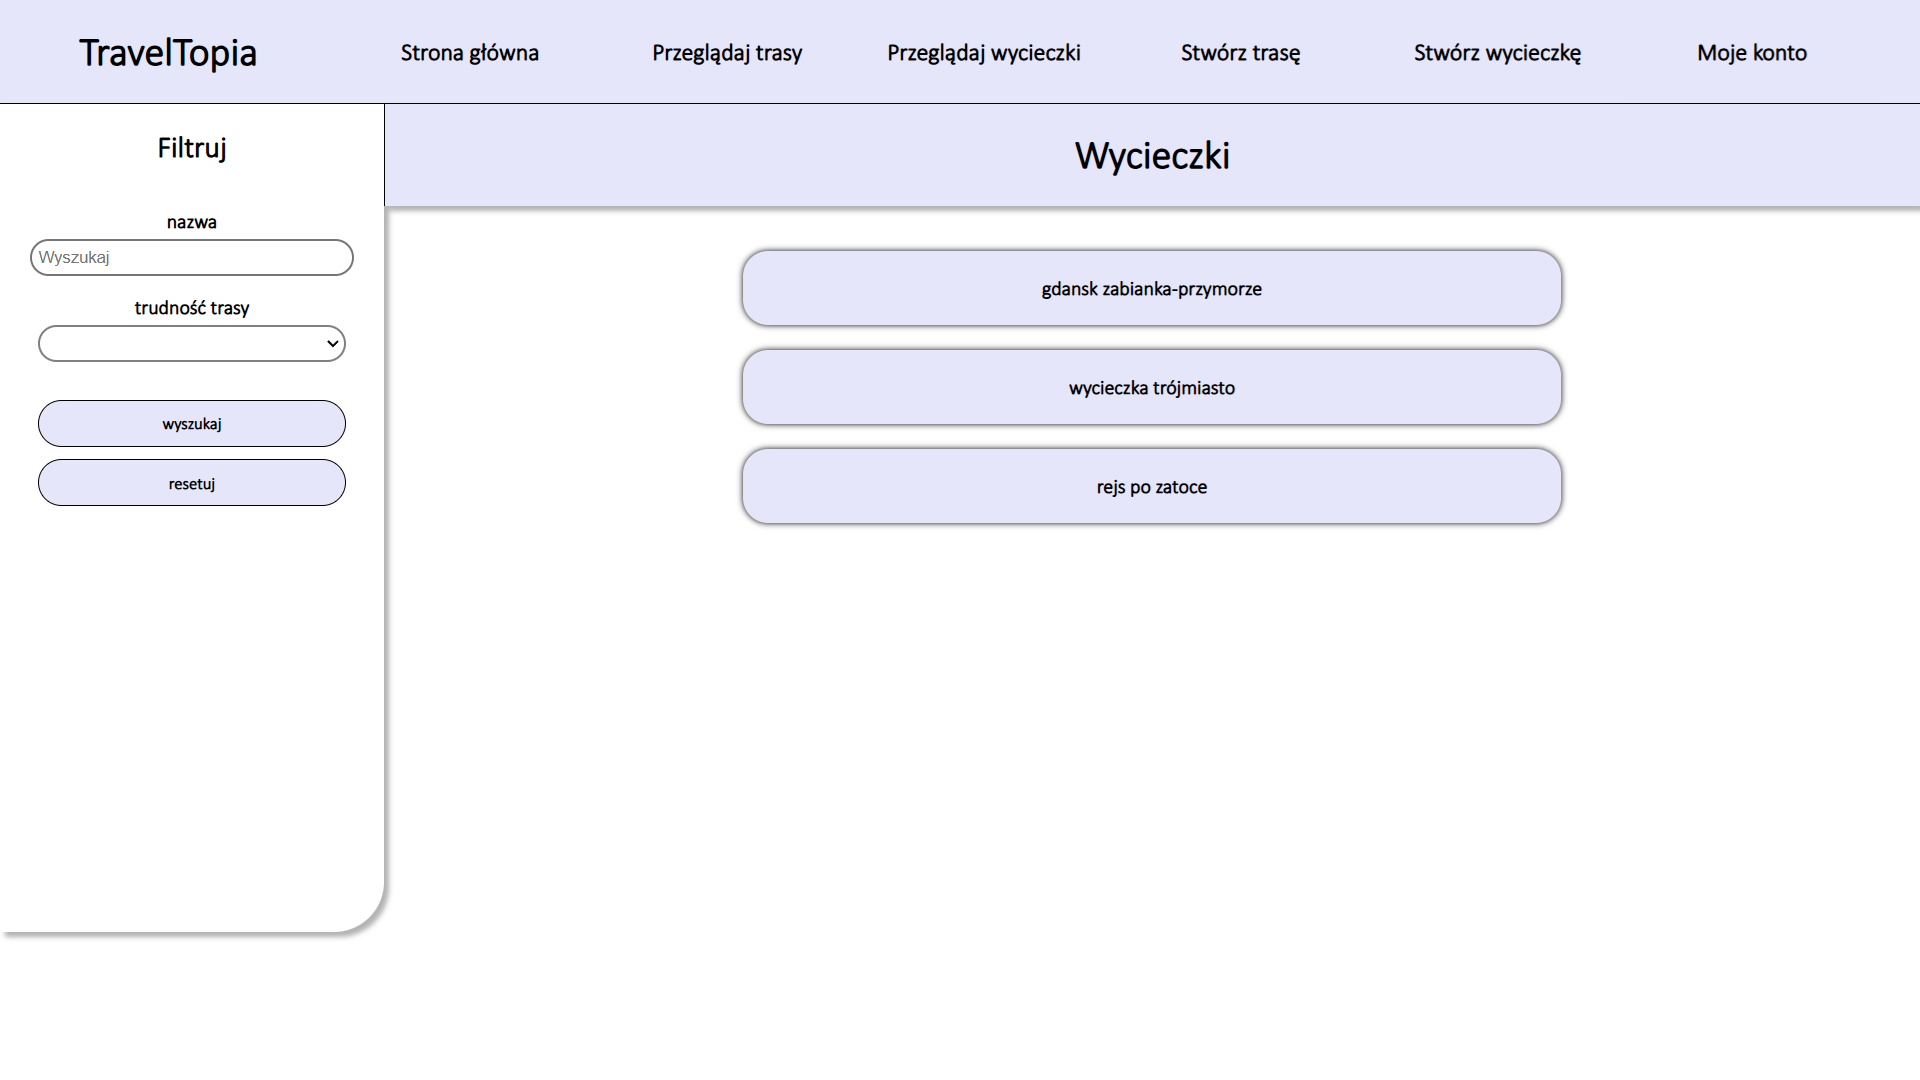 TravelTopia
Strona główna
Przeglądaj trasy
Przeglądaj wycieczki
Stwórz trasę
Stwórz wycieczkę
Moje konto
Filtruj
nazwa
Wyszukaj
trudność trasy
wyszukaj
resetuj
Wycieczki
gdansk zabianka-przymorze
wycieczka trójmiasto
rejs po zatoce